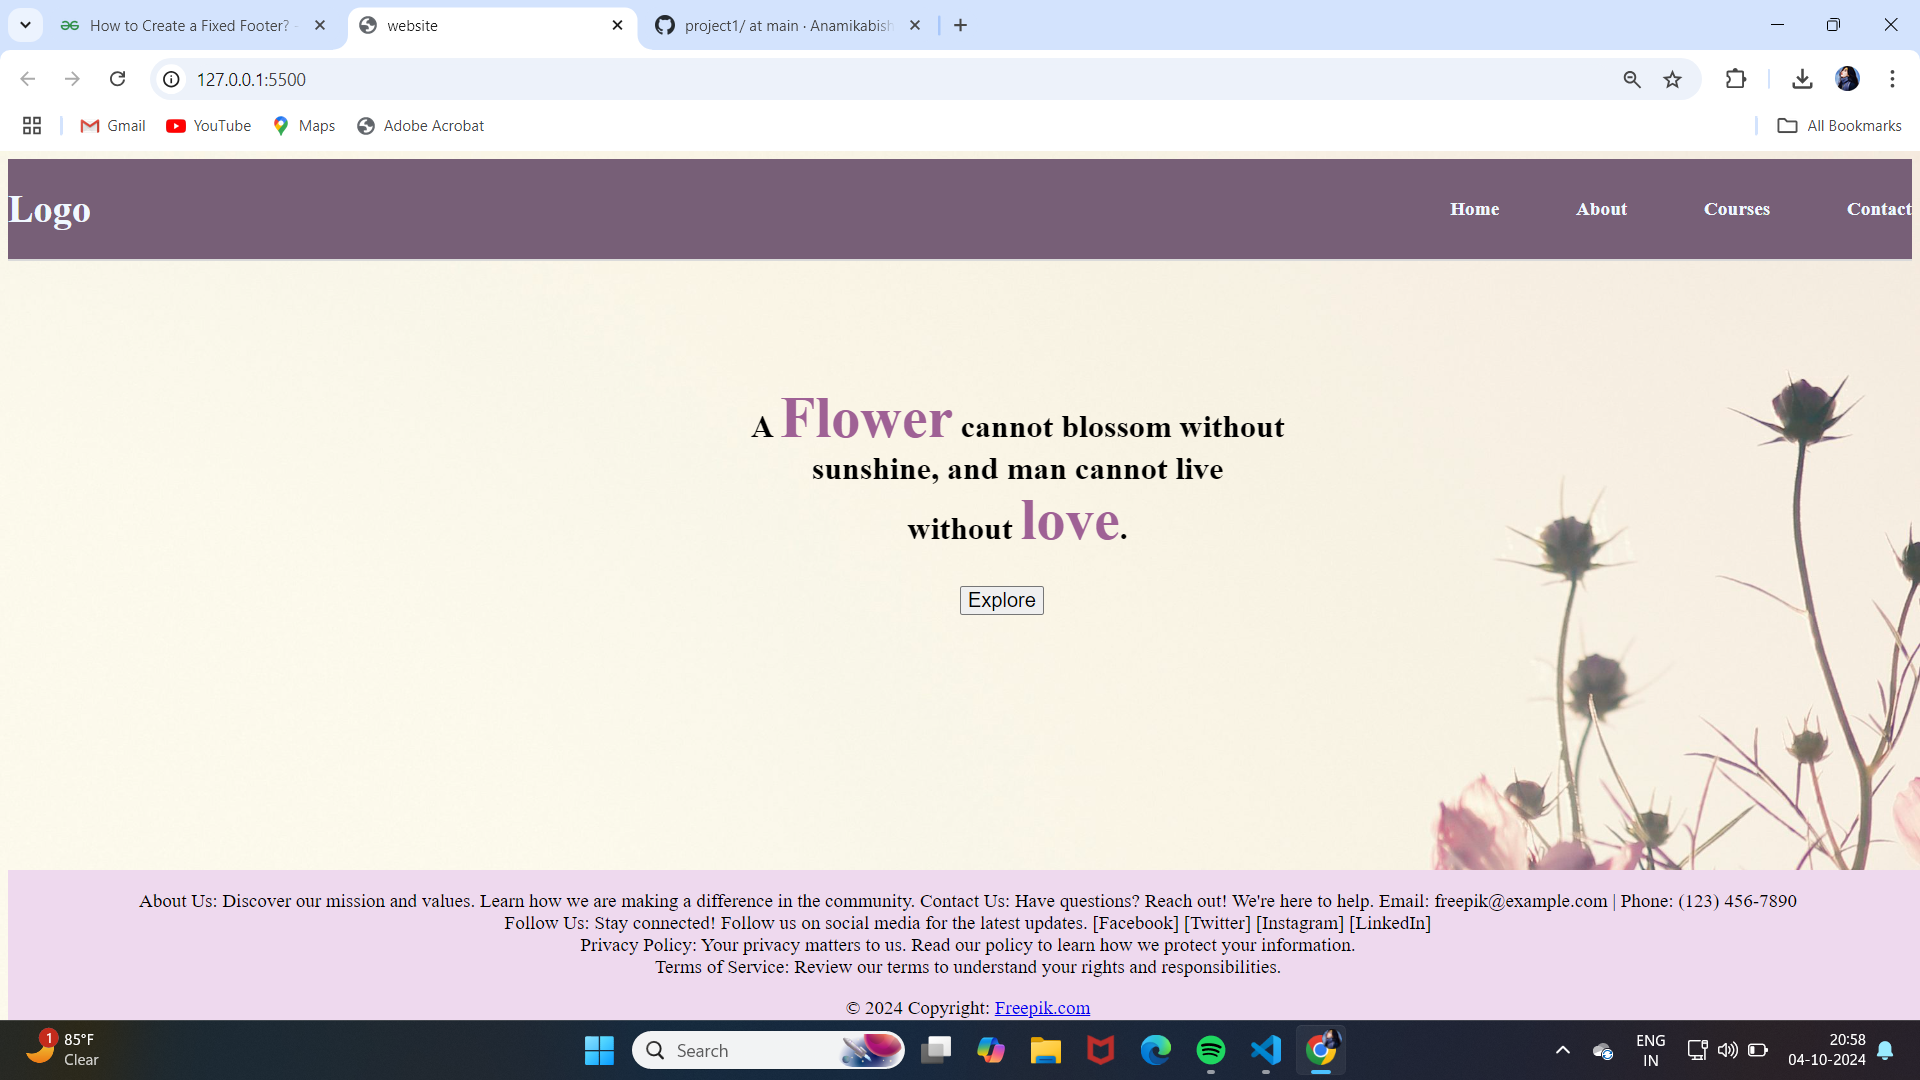 How to Create a Fixed Footer? -
website
project1/ at main · Anamikabish
127.0.0.1:5500
Gmail
YouTube
Maps
Adobe Acrobat
All Bookmarks
Logo
Home
About
Courses
Contact
A Flower cannot blossom without
sunshine, and man cannot live
without love.
Explore
About Us: Discover our mission and values. Learn how we are making a difference in the community. Contact Us: Have questions? Reach out! We're here to help. Email: freepik@example.com | Phone: (123) 456-7890
Follow Us: Stay connected! Follow us on social media for the latest updates. [Facebook] [Twitter] [Instagram] [LinkedIn]
Privacy Policy: Your privacy matters to us. Read our policy to learn how we protect your information.
Terms of Service: Review our terms to understand your rights and responsibilities.
© 2024 Copyright: Freepik.com
1
85°F
Clear
Search
ENG
IN
20:58
04-10-2024